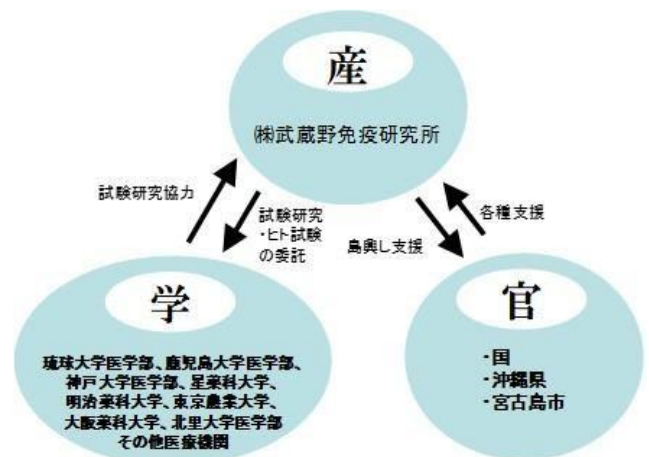 産
㈱武蔵野免疫研究所
試験研究協力
試験研究
・ヒト試験
の委託
島興し支援
各種支援
学
琉球大学医学部、鹿児島大学医学部、
神戸大学医学部、星薬科大学、
明治薬科大学、東京農業大学、
大阪薬科大学、北里大学医学部
その他医療機関
官
・国
・沖縄県
・宮古島市